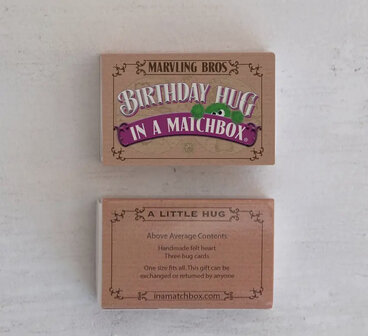 MARVLING BROS
BIRTHDAY HUG
IN A MATCHBOX
A LITTLE HUG
Above Average Contents
Handmade felt heart
Three hug cards
One size fits all. This gift can be
exchanged or returned by anyone
inamatchbox.com